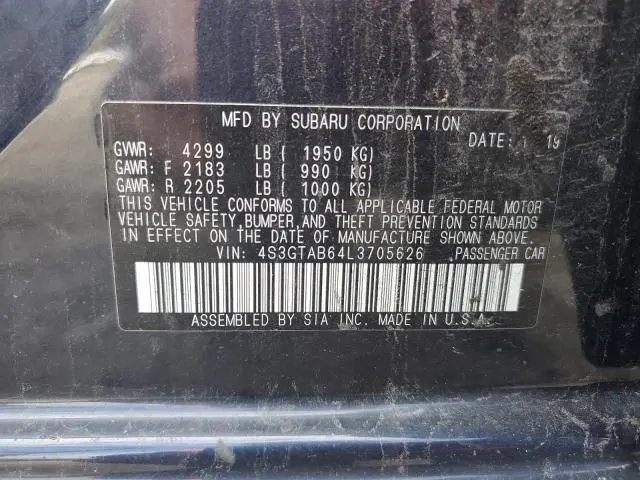 MFD BY SUBARU CORPORATION
DATE: 19
GVWR: 4299 LB ( 1950 KG)
GAWR: F 2183 LB ( 990 KG)
GAWR: R 2205 LB ( 1000 KG)
THIS VEHICLE CONFORMS TO ALL APPLICABLE FEDERAL MOTOR
VEHICLE SAFETY,BUMPER,AND THEFT PREVENTION STANDARDS
IN EFFECT ON THE DATE OF MANUFACTURE SHOWN ABOVE.
VIN: 4S3GTAB64L3705626 PASSENGER CAR
ASSEMBLED BY SIA INC. MADE IN U.S.A.